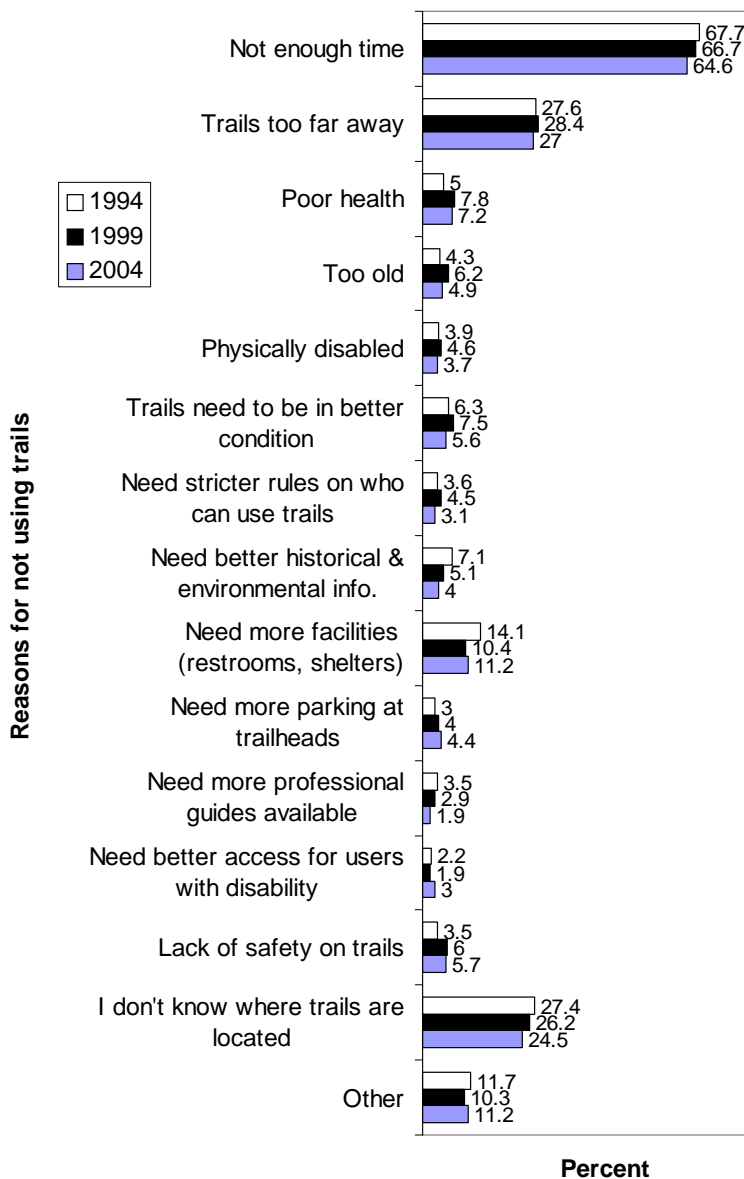 Not enough time
67.7
66.7
64.6
Trails too far away
27.6
28.4
27
1994
1999
2004
Poor health
5
7.8
7.2
Too old
4.3
6.2
4.9
Physically disabled
3.9
4.6
3.7
Reasons for not using trails
Trails need to be in better
condition
6.3
7.5
5.6
Need stricter rules on who
can use trails
3.6
4.5
3.1
Need better historical &
environmental info.
7.1
5.1
4
Need more facilities
(restrooms, shelters)
14.1
10.4
11.2
Need more parking at
trailheads
3
4
4.4
Need more professional
guides available
3.5
2.9
1.9
Need better access for users
with disability
2.2
1.9
3
Lack of safety on trails
3.5
6
5.7
I don't know where trails are
located
27.4
26.2
24.5
Other
11.7
10.3
11.2
Percent